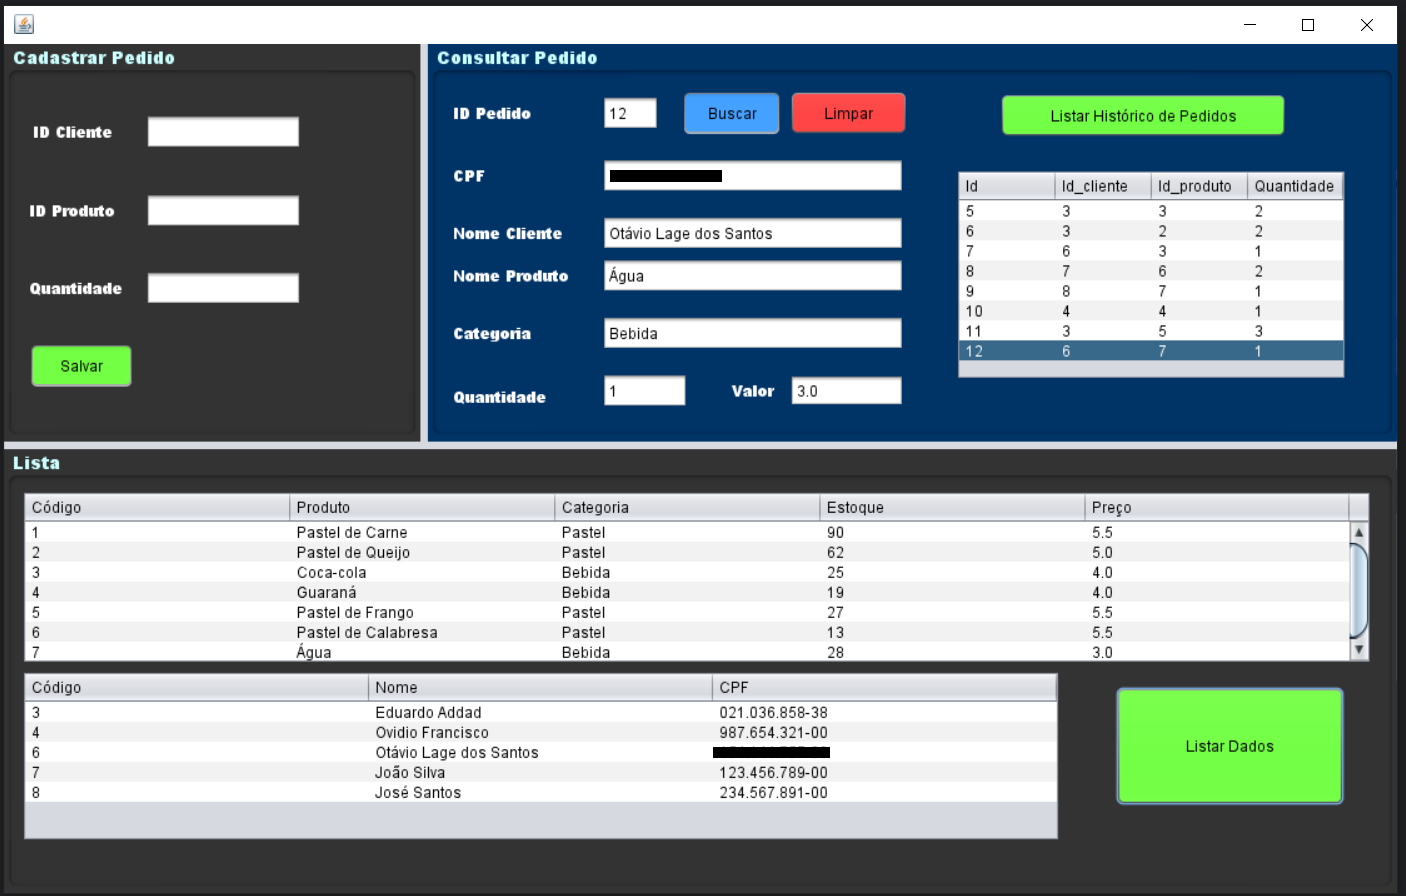 Cadastrar Pedido
ID Cliente
ID Produto
Quantidade
Salvar
Consultar Pedido
ID Pedido 12 Buscar Limpar
CPF
Nome Cliente Otávio Lage dos Santos
Nome Produto Água
Categoria Bebida
Quantidade 1 Valor 3.0
Listar Histórico de Pedidos
Id Id_cliente Id_produto Quantidade
5 3 3 2
6 3 2 2
7 6 3 1
8 7 6 2
9 8 7 1
10 4 4 1
11 3 5 3
12 6 7 1
Lista
Código Produto Categoria Estoque Preço
1 Pastel de Carne Pastel 90 5.5
2 Pastel de Queijo Pastel 62 5.0
3 Coca-cola Bebida 25 4.0
4 Guaraná Bebida 19 4.0
5 Pastel de Frango Pastel 27 5.5
6 Pastel de Calabresa Pastel 13 5.5
7 Água Bebida 28 3.0
Código Nome CPF
3 Eduardo Addad 021.036.858-38
4 Ovidio Francisco 987.654.321-00
6 Otávio Lage dos Santos
7 João Silva 123.456.789-00
8 José Santos 234.567.891-00
Listar Dados